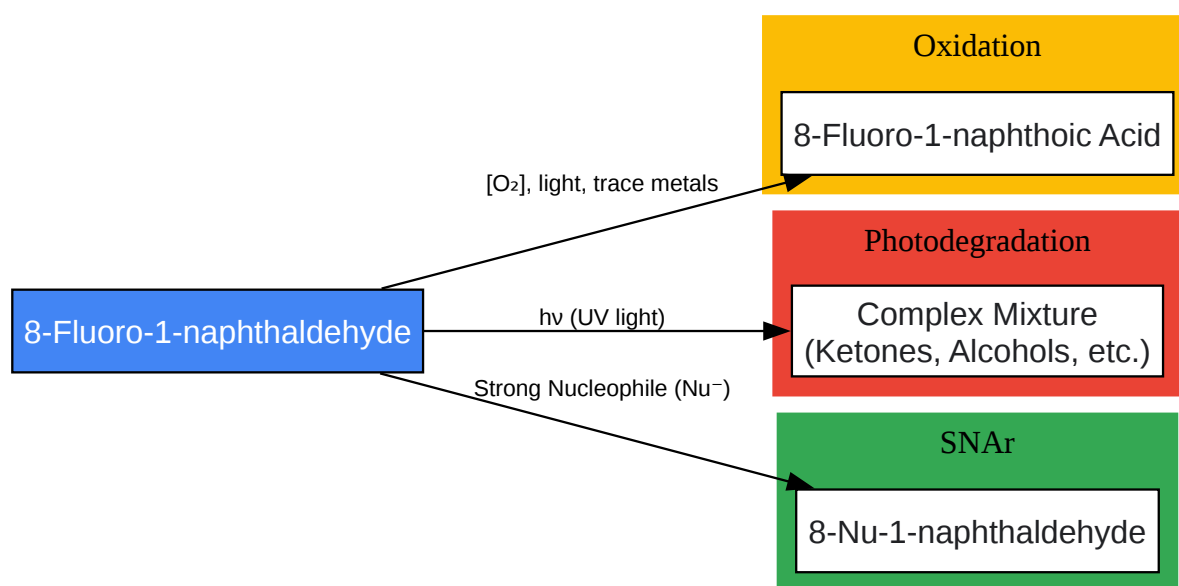 Oxidation
8-Fluoro-1-naphthoic Acid
[O₂], light, trace metals
Photodegradation
8-Fluoro-1-naphthaldehyde
hν (UV light)
Complex Mixture
(Ketones, Alcohols, etc.)
Strong Nucleophile (Nu⁻)
SNAr
8-Nu-1-naphthaldehyde